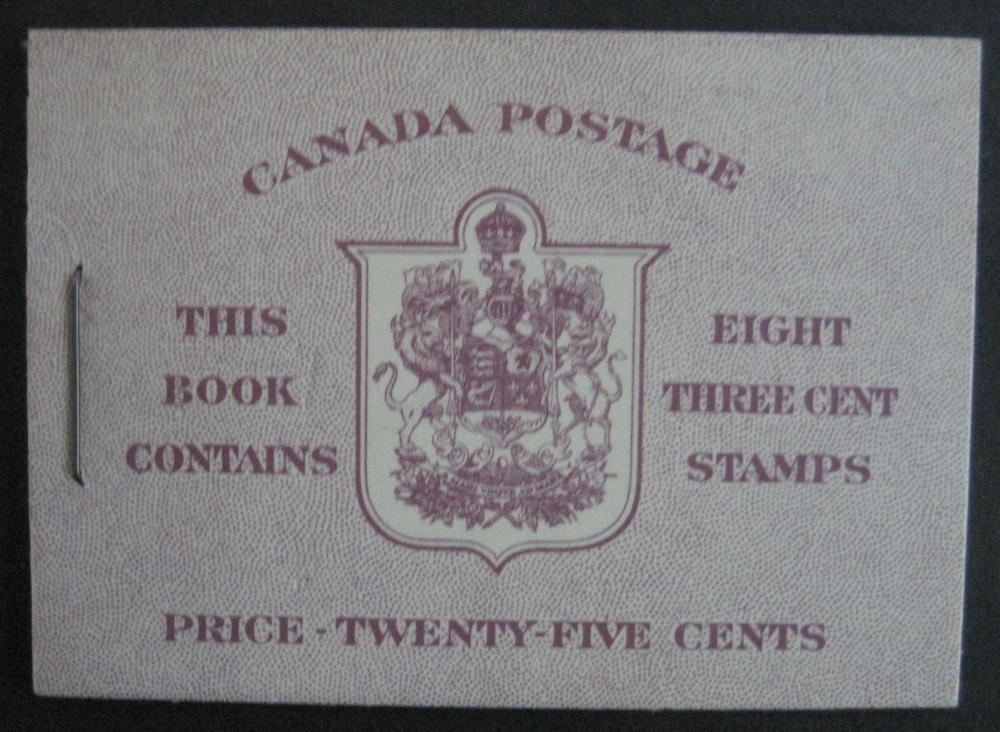 CANADA POSTAGE
THIS
BOOK
CONTAINS
EIGHT
THREE CENT
STAMPS
PRICE - TWENTY-FIVE CENTS